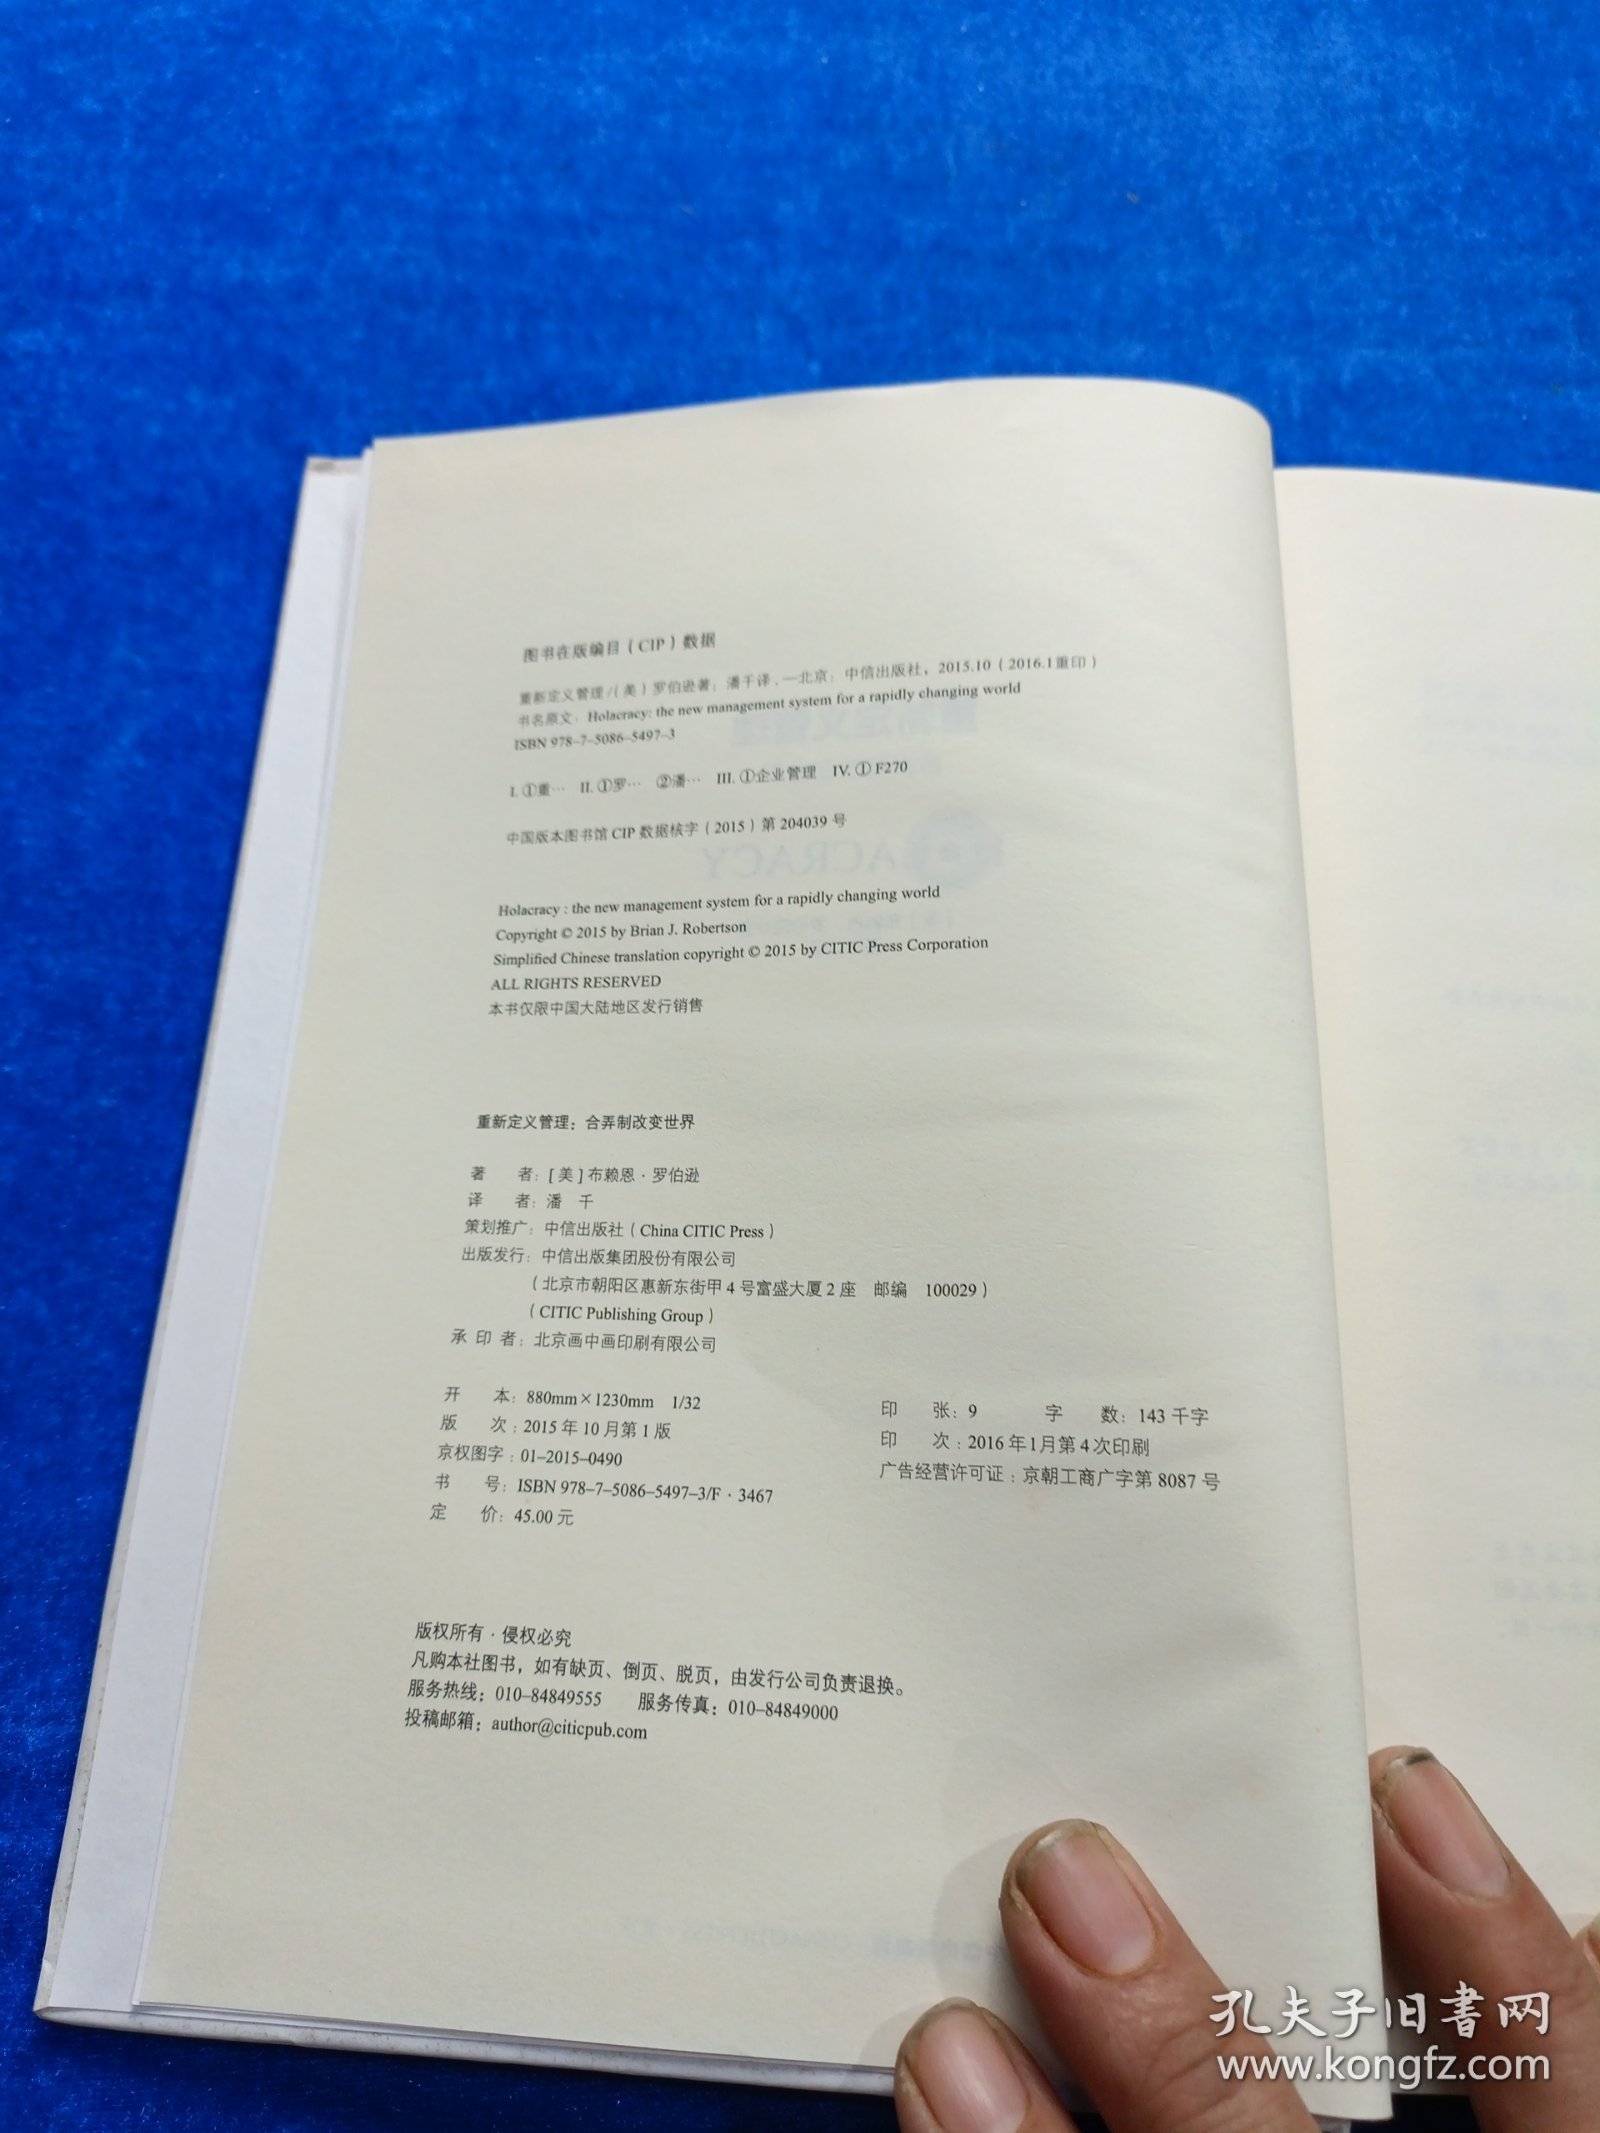 图书在版编目（CIP）数据
重新定义管理/（美）罗伯逊著；潘千译．—北京：中信出版社，2015.10（2016.1重印）
书名原文：Holacracy: the new management system for a rapidly changing world
ISBN 978-7-5086-5497-3
I. ①重… II. ①罗… ②潘… III. ①企业管理 IV. ① F270
中国版本图书馆 CIP 数据核字（2015）第 204039 号
Holacracy : the new management system for a rapidly changing world
Copyright © 2015 by Brian J. Robertson
Simplified Chinese translation copyright © 2015 by CITIC Press Corporation
ALL RIGHTS RESERVED
本书仅限中国大陆地区发行销售
重新定义管理：合弄制改变世界
著 者：[美] 布赖恩·罗伯逊
译 者：潘 千
策划推广：中信出版社（China CITIC Press）
出版发行：中信出版集团股份有限公司
（北京市朝阳区惠新东街甲 4 号富盛大厦 2 座 邮编 100029）
（CITIC Publishing Group）
承 印 者：北京画中画印刷有限公司
开 本：880mm×1230mm 1/32 印 张：9 字 数：143 千字
版 次：2015 年 10 月第 1 版 印 次：2016 年 1 月第 4 次印刷
京权图字：01-2015-0490 广告经营许可证：京朝工商广字第 8087 号
书 号：ISBN 978-7-5086-5497-3/F · 3467
定 价：45.00 元
版权所有·侵权必究
凡购本社图书，如有缺页、倒页、脱页，由发行公司负责退换。
服务热线：010-84849555 服务传真：010-84849000
投稿邮箱：author@citicpub.com
孔夫子旧书网
www.kongfz.com